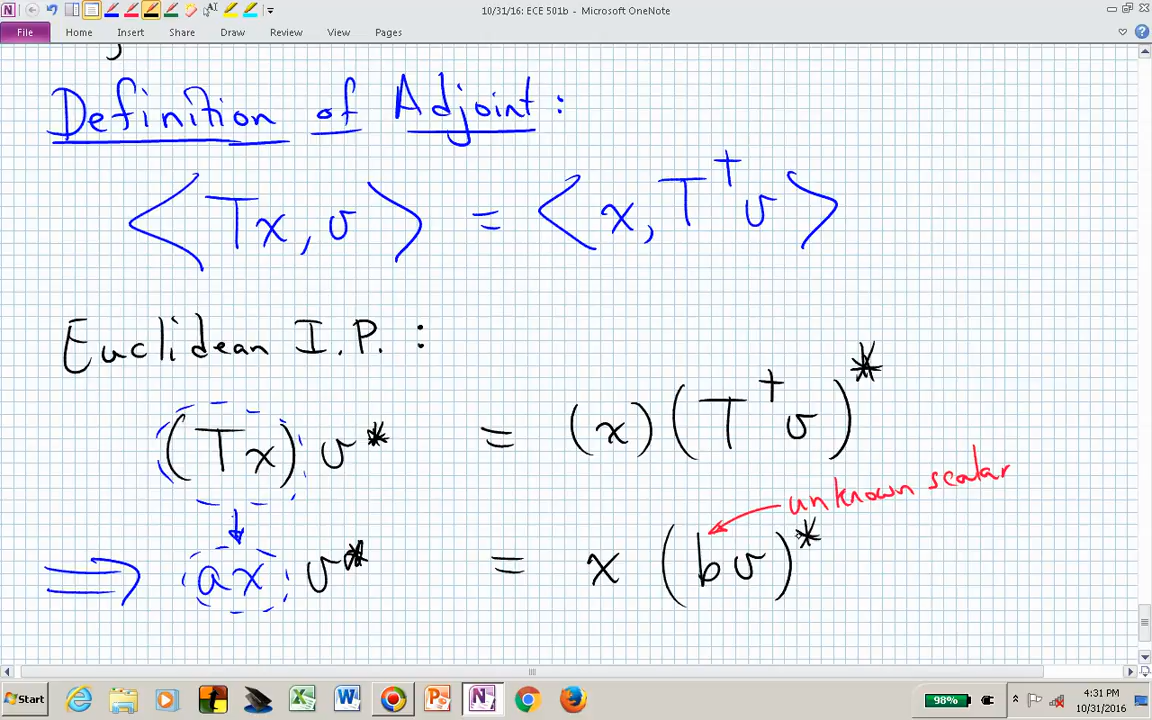 10/31/16: ECE 501b - Microsoft OneNote
File Home Insert Share Draw Review View Pages
Definition of Adjoint:
<Tx, v> = <x, T†v>
Euclidean I.P.:
(Tx) v* = (x)(T†v)*
unknown scalar
⇒ ax v* = x (bv)*
Start
98%
4:31 PM
10/31/2016